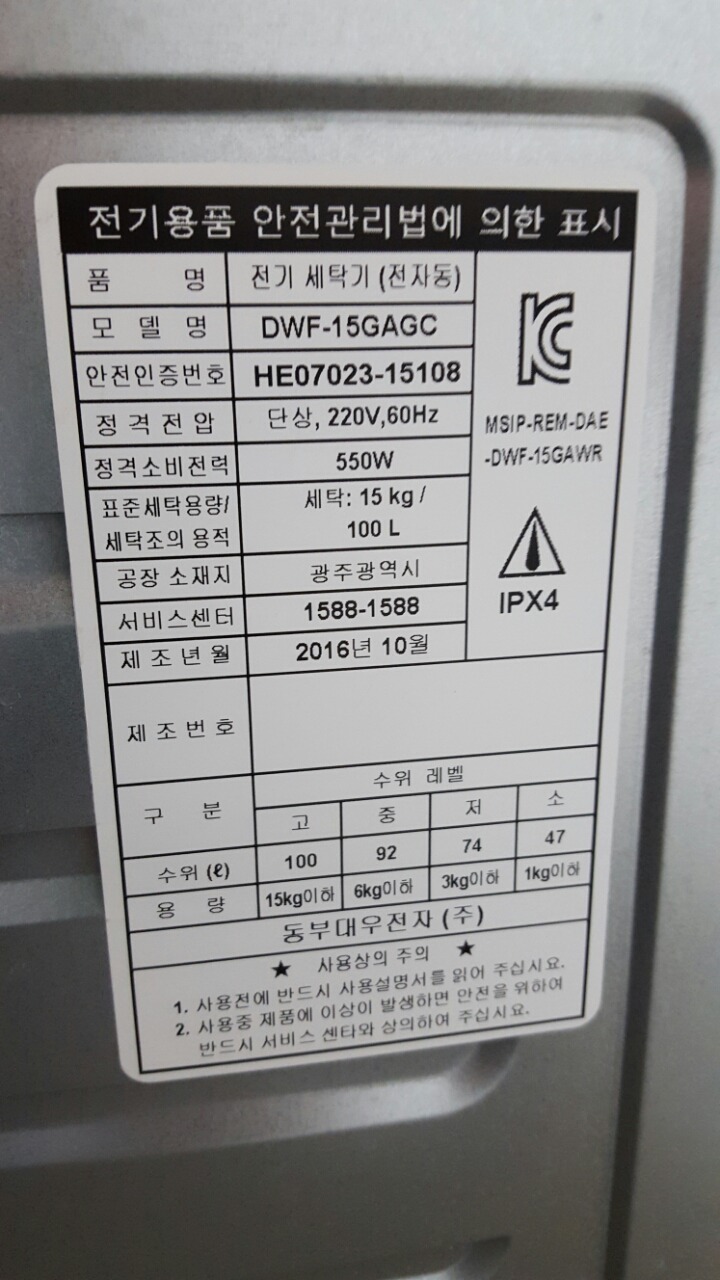 전기용품 안전관리법에 의한 표시
품 명 전기 세탁기 (전자동)
모 델 명 DWF-15GAGC
안전인증번호 HE07023-15108
정 격 전 압 단상, 220V,60Hz
정격소비전력 550W
표준세탁용량/
세탁조의 용적
세탁: 15 kg /
100 L
공장 소재지 광주광역시
서비스센터 1588-1588
제 조 년 월 2016년 10월
MSIP-REM-DAE
-DWF-15GAWR
IPX4
제 조 번 호
구 분
수위 레벨
고 중 저 소
수위 (ℓ) 100 92 74 47
용 량 15kg이하 6kg이하 3kg이하 1kg이하
동부대우전자 (주)
★ 사용상의 주의 ★
1. 사용전에 반드시 사용설명서를 읽어 주십시요.
2. 사용중 제품에 이상이 발생하면 안전을 위하여
반드시 서비스 센타와 상의하여 주십시요.